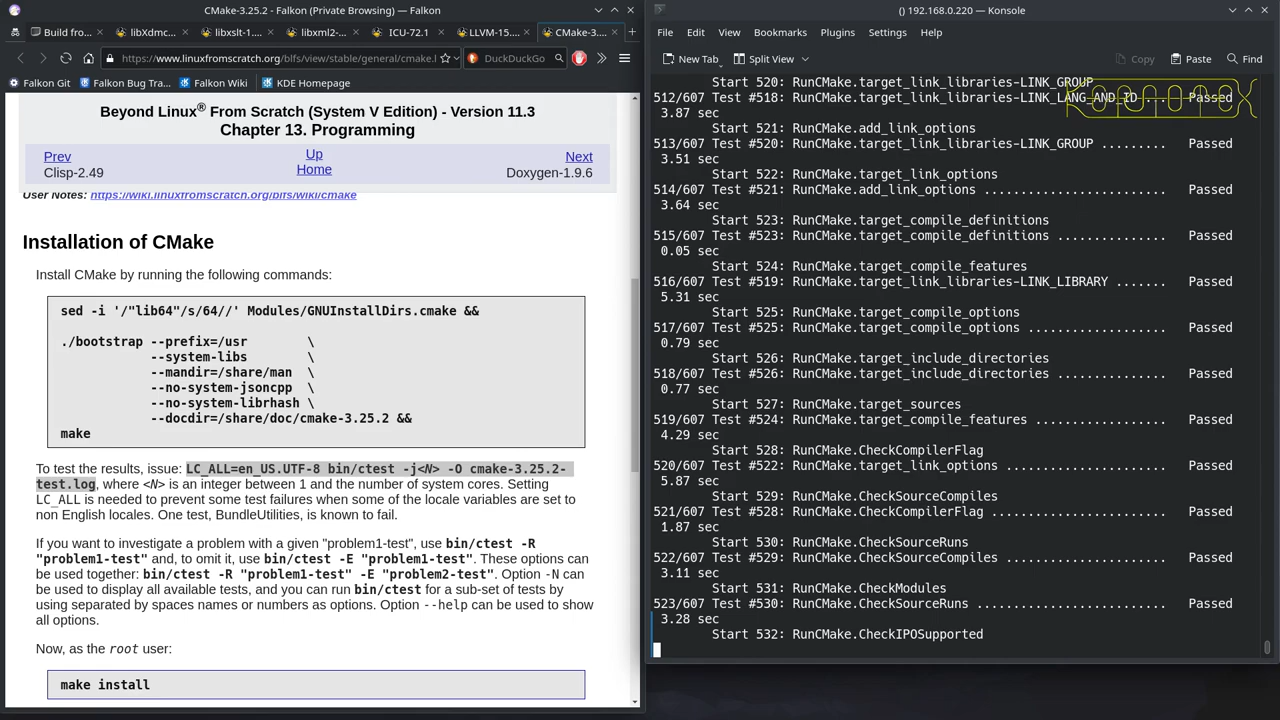 CMake-3.25.2 - Falkon (Private Browsing) — Falkon
Build fro...
libXdmc...
libxslt-1....
libxml2-...
ICU-72.1
LLVM-15....
CMake-3....
https://www.linuxfromscratch.org/blfs/view/stable/general/cmake.l
DuckDuckGo
Falkon Git
Falkon Bug Tra...
Falkon Wiki
KDE Homepage
Beyond Linux® From Scratch (System V Edition) - Version 11.3
Chapter 13. Programming
Prev
Up
Next
Clisp-2.49
Home
Doxygen-1.9.6
User Notes: https://wiki.linuxfromscratch.org/blfs/wiki/cmake
Installation of CMake
Install CMake by running the following commands:
sed -i '/"lib64"/s/64//' Modules/GNUInstallDirs.cmake &&
./bootstrap --prefix=/usr \
--system-libs \
--mandir=/share/man \
--no-system-jsoncpp \
--no-system-librhash \
--docdir=/share/doc/cmake-3.25.2 &&
make
To test the results, issue: LC_ALL=en_US.UTF-8 bin/ctest -j<N> -O cmake-3.25.2-
test.log, where <N> is an integer between 1 and the number of system cores. Setting
LC_ALL is needed to prevent some test failures when some of the locale variables are set to
non English locales. One test, BundleUtilities, is known to fail.
If you want to investigate a problem with a given "problem1-test", use bin/ctest -R
"problem1-test" and, to omit it, use bin/ctest -E "problem1-test". These options can
be used together: bin/ctest -R "problem1-test" -E "problem2-test". Option -N can
be used to display all available tests, and you can run bin/ctest for a sub-set of tests by
using separated by spaces names or numbers as options. Option --help can be used to show
all options.
Now, as the root user:
make install
() 192.168.0.220 — Konsole
File Edit View Bookmarks Plugins Settings Help
New Tab
Split View
Copy
Paste
Find
Start 520: RunCMake.target_link_libraries-LINK_GROUP
512/607 Test #518: RunCMake.target_link_libraries-LINK_LANG_AND_ID ... Passed
3.87 sec
Start 521: RunCMake.add_link_options
513/607 Test #520: RunCMake.target_link_libraries-LINK_GROUP ......... Passed
3.51 sec
Start 522: RunCMake.target_link_options
514/607 Test #521: RunCMake.add_link_options ......................... Passed
3.64 sec
Start 523: RunCMake.target_compile_definitions
515/607 Test #523: RunCMake.target_compile_definitions ............... Passed
0.05 sec
Start 524: RunCMake.target_compile_features
516/607 Test #519: RunCMake.target_link_libraries-LINK_LIBRARY ....... Passed
5.31 sec
Start 525: RunCMake.target_compile_options
517/607 Test #525: RunCMake.target_compile_options ................... Passed
0.79 sec
Start 526: RunCMake.target_include_directories
518/607 Test #526: RunCMake.target_include_directories ............... Passed
0.77 sec
Start 527: RunCMake.target_sources
519/607 Test #524: RunCMake.target_compile_features .................. Passed
4.29 sec
Start 528: RunCMake.CheckCompilerFlag
520/607 Test #522: RunCMake.target_link_options ...................... Passed
5.87 sec
Start 529: RunCMake.CheckSourceCompiles
521/607 Test #528: RunCMake.CheckCompilerFlag ........................ Passed
1.87 sec
Start 530: RunCMake.CheckSourceRuns
522/607 Test #529: RunCMake.CheckSourceCompiles ...................... Passed
3.11 sec
Start 531: RunCMake.CheckModules
523/607 Test #530: RunCMake.CheckSourceRuns .......................... Passed
3.28 sec
Start 532: RunCMake.CheckIPOSupported